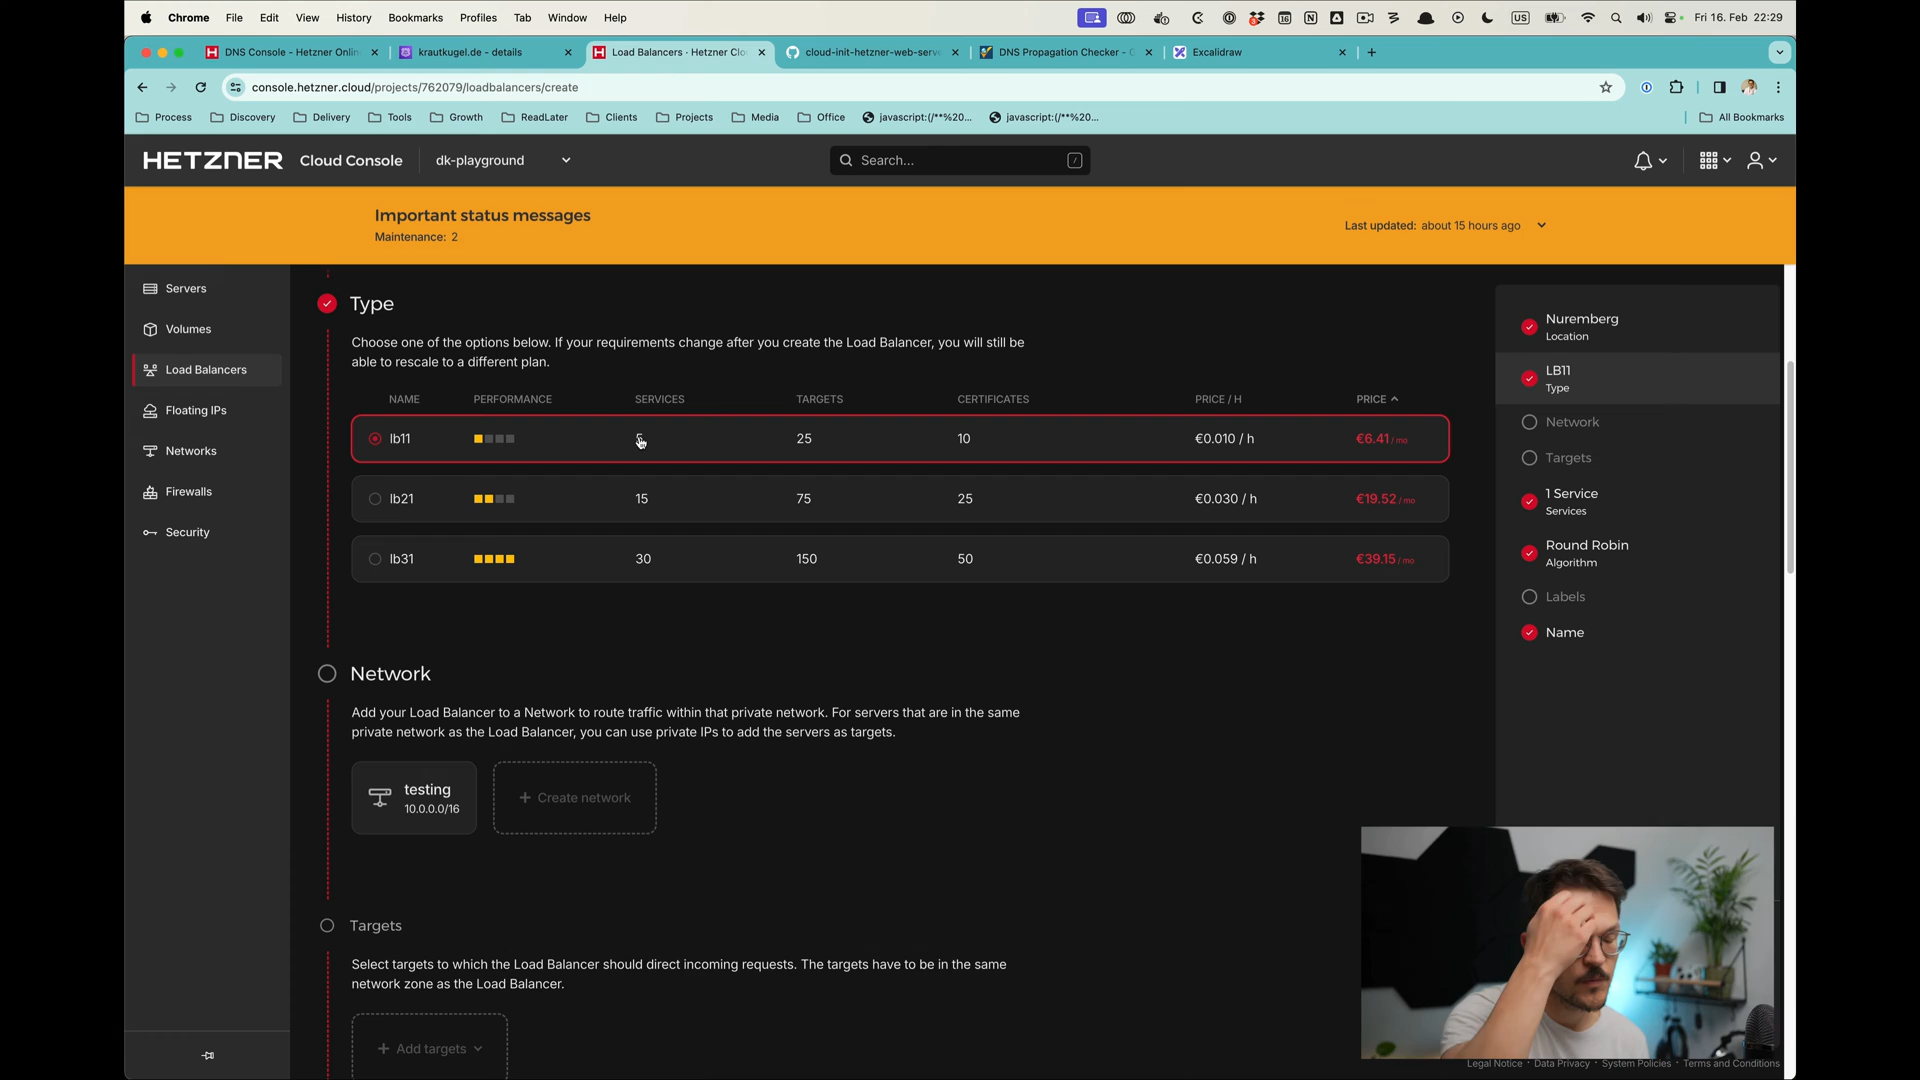 Chrome File Edit View History Bookmarks Profiles Tab Window Help
US Fri 16. Feb 22:29
DNS Console - Hetzner Onlin
krautkugel.de - details
Load Balancers · Hetzner Clo
cloud-init-hetzner-web-serv
DNS Propagation Checker -
Excalidraw
console.hetzner.cloud/projects/762079/loadbalancers/create
Process Discovery Delivery Tools Growth ReadLater Clients Projects Media Office javascript:(/**%20... javascript:(/**%20... All Bookmarks
HETZNER Cloud Console dk-playground Search... /
Important status messages
Maintenance: 2
Last updated: about 15 hours ago
Servers
Volumes
Load Balancers
Floating IPs
Networks
Firewalls
Security
Type
Choose one of the options below. If your requirements change after you create the Load Balancer, you will still be
able to rescale to a different plan.
NAME PERFORMANCE SERVICES TARGETS CERTIFICATES PRICE / H PRICE
lb11 25 10 €0.010 / h €6.41 / mo
lb21 15 75 25 €0.030 / h €19.52 / mo
lb31 30 150 50 €0.059 / h €39.15 / mo
Network
Add your Load Balancer to a Network to route traffic within that private network. For servers that are in the same
private network as the Load Balancer, you can use private IPs to add the servers as targets.
testing
10.0.0.0/16
+ Create network
Targets
Select targets to which the Load Balancer should direct incoming requests. The targets have to be in the same
network zone as the Load Balancer.
+ Add targets
Nuremberg
Location
LB11
Type
Network
Targets
1 Service
Services
Round Robin
Algorithm
Labels
Name
Legal Notice · Data Privacy · System Policies · Terms and Conditions